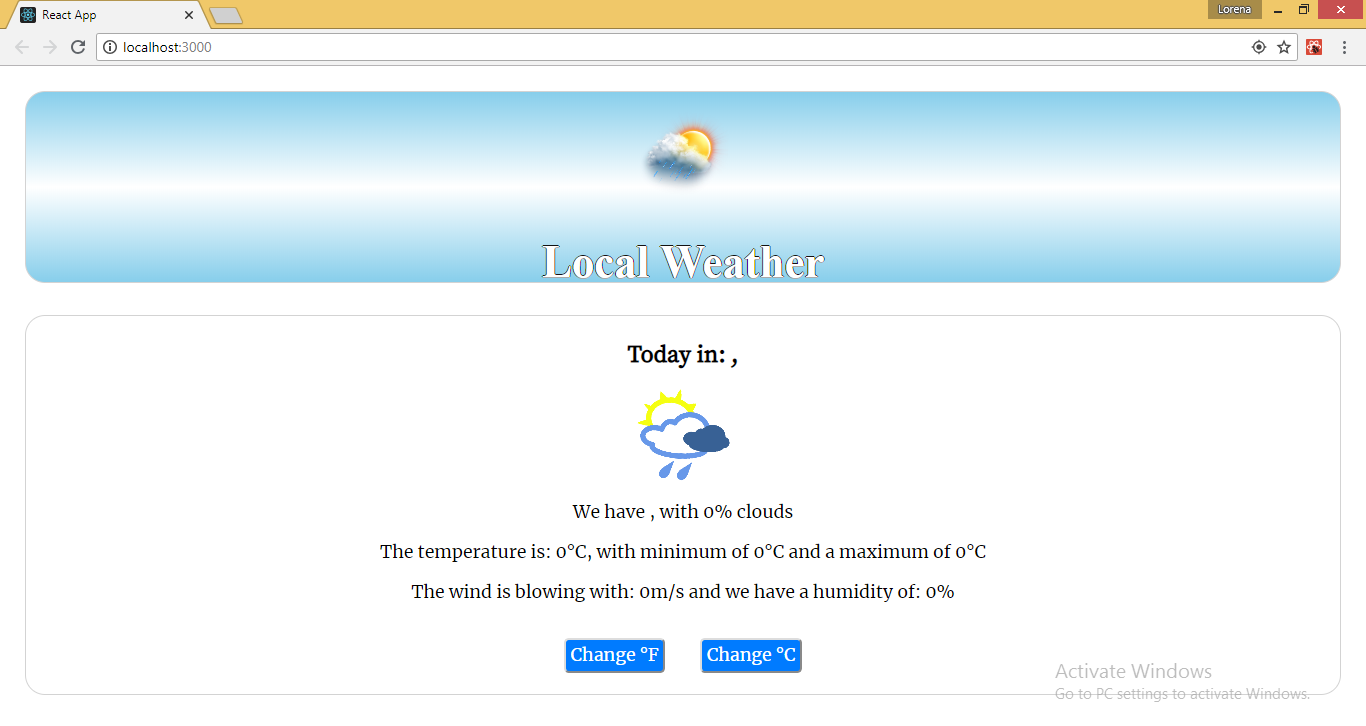 React App
Lorena
localhost:3000
Local Weather
Today in: ,
We have , with 0% clouds
The temperature is: 0°C, with minimum of 0°C and a maximum of 0°C
The wind is blowing with: 0m/s and we have a humidity of: 0%
Change °F Change °C
Activate Windows
Go to PC settings to activate Windows.